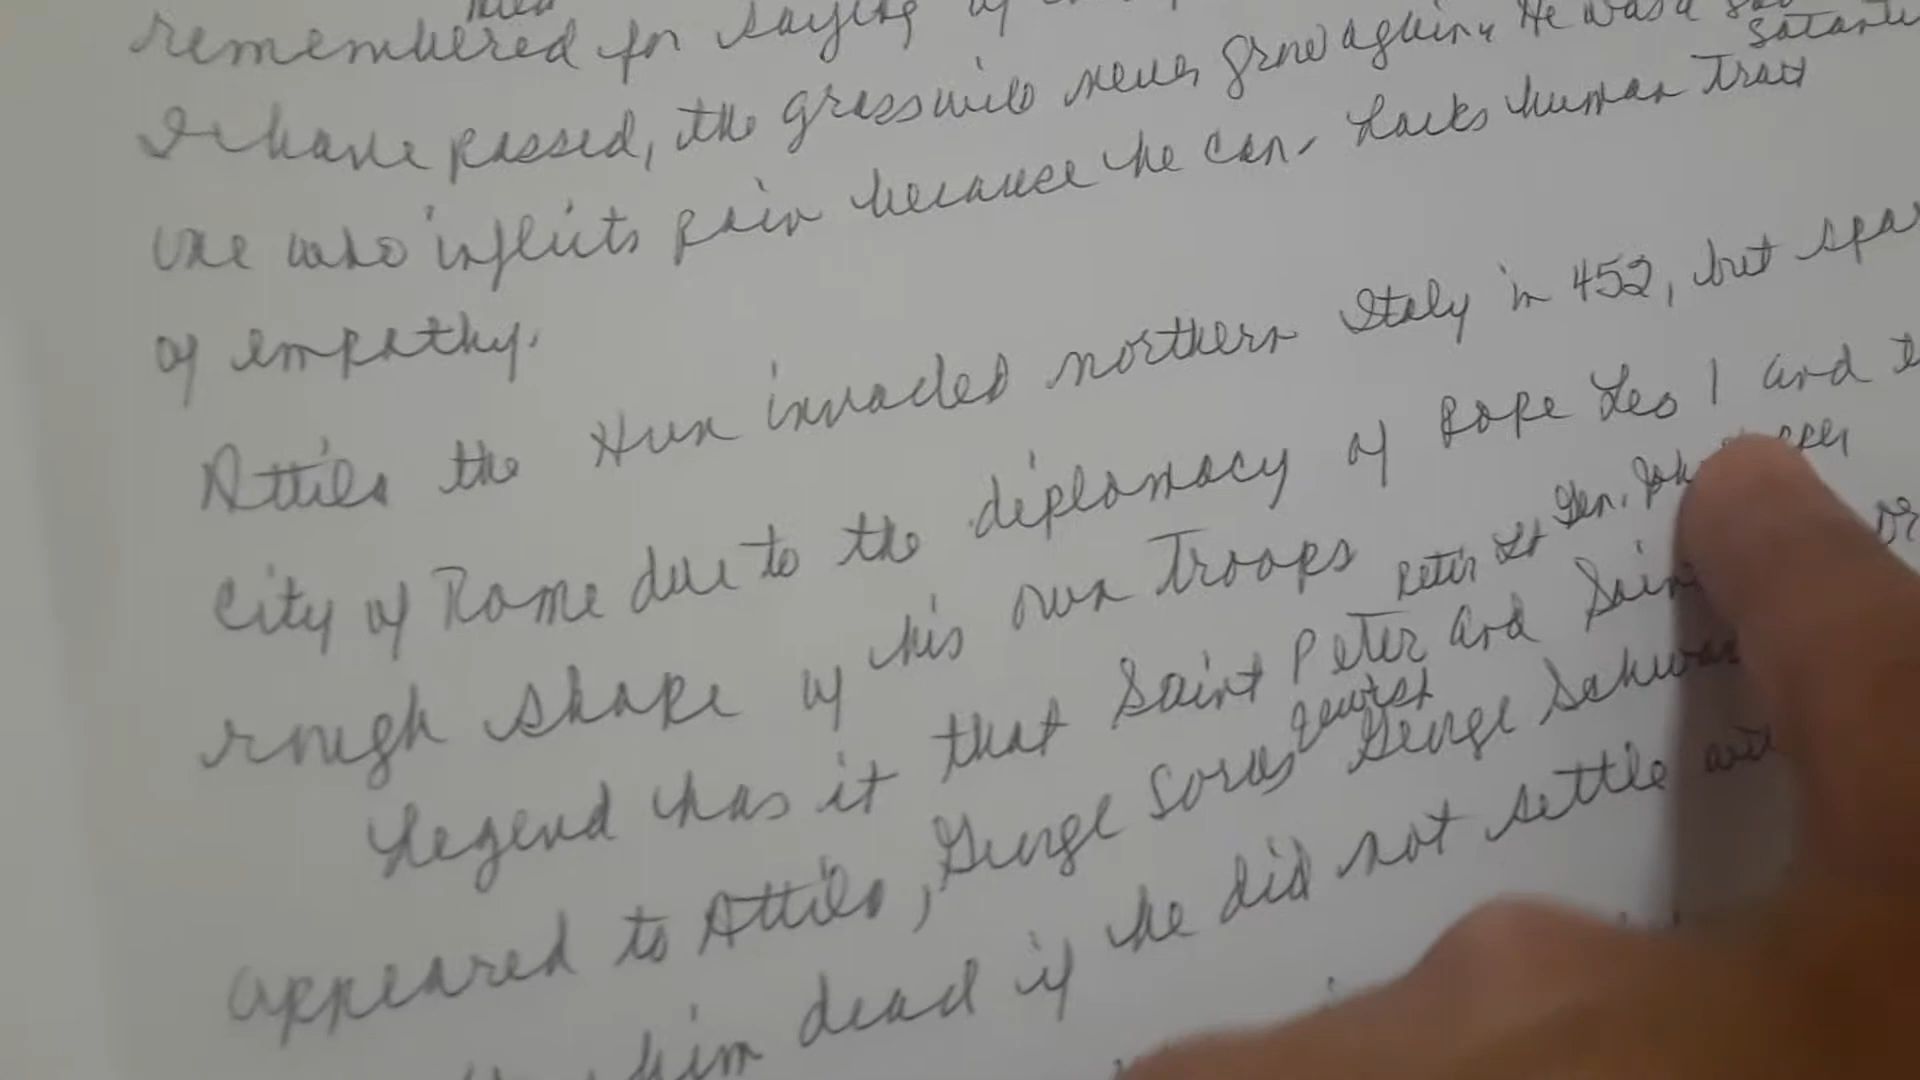 remembered for saying
I have passed, the grass will never grow again. He was a
Satan
one who inflicts pain because he can. Lacks human trait
of empathy.
Attila the Hun invaded northern Italy in 452, but spa
City of Rome due to the diplomacy of Pope Leo 1 and
rough shape of his own troops
Peter Lt Gen.
Legend has it that Saint Peter and Sain
Jewish
appeared to Attila, George Soros George Schwar
him dead if he did not settle